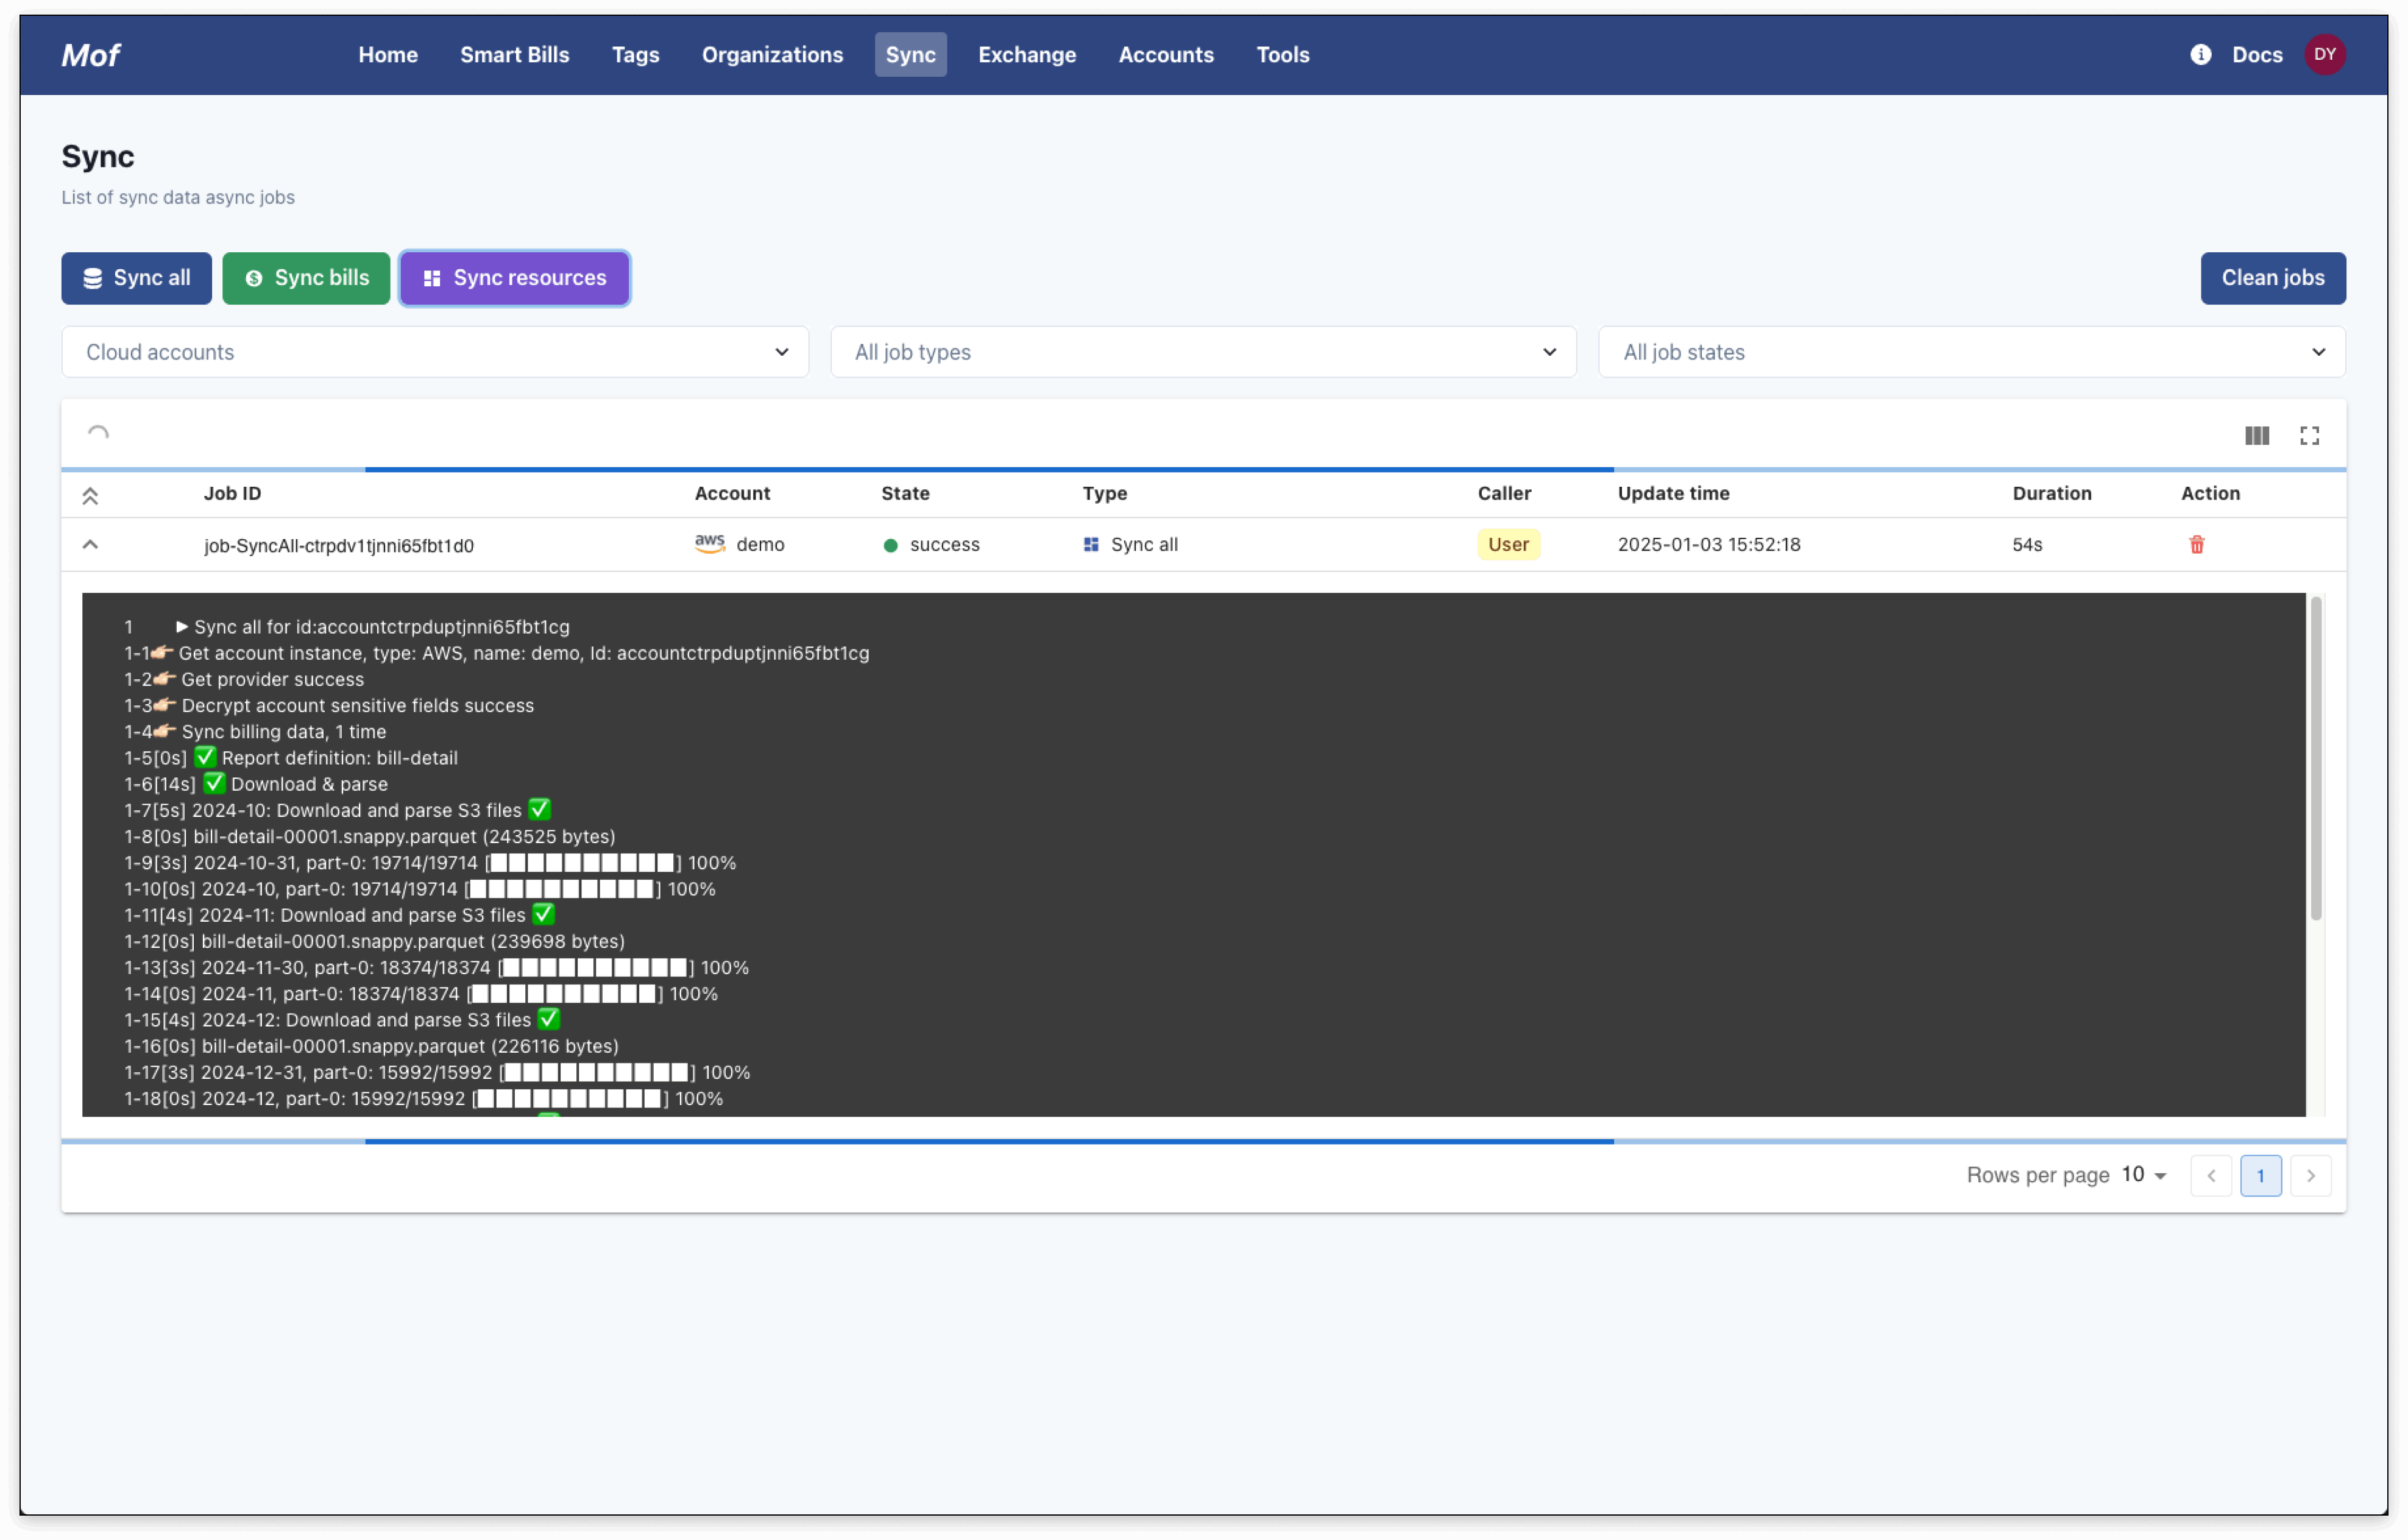 Mof Home Smart Bills Tags Organizations Sync Exchange Accounts Tools Docs DY
Sync
List of sync data async jobs
Sync all Sync bills Sync resources Clean jobs
Cloud accounts All job types All job states
Job ID Account State Type Caller Update time Duration Action
job-SyncAll-ctrpdv1tjnni65fbt1d0 aws demo success Sync all User 2025-01-03 15:52:18 54s
1 ▶ Sync all for id:accountctrpduptjnni65fbt1cg
1-1👉🏻 Get account instance, type: AWS, name: demo, Id: accountctrpduptjnni65fbt1cg
1-2👉🏻 Get provider success
1-3👉🏻 Decrypt account sensitive fields success
1-4👉🏻 Sync billing data, 1 time
1-5[0s] ✅ Report definition: bill-detail
1-6[14s] ✅ Download & parse
1-7[5s] 2024-10: Download and parse S3 files ✅
1-8[0s] bill-detail-00001.snappy.parquet (243525 bytes)
1-9[3s] 2024-10-31, part-0: 19714/19714 [██████████] 100%
1-10[0s] 2024-10, part-0: 19714/19714 [██████████] 100%
1-11[4s] 2024-11: Download and parse S3 files ✅
1-12[0s] bill-detail-00001.snappy.parquet (239698 bytes)
1-13[3s] 2024-11-30, part-0: 18374/18374 [██████████] 100%
1-14[0s] 2024-11, part-0: 18374/18374 [██████████] 100%
1-15[4s] 2024-12: Download and parse S3 files ✅
1-16[0s] bill-detail-00001.snappy.parquet (226116 bytes)
1-17[3s] 2024-12-31, part-0: 15992/15992 [██████████] 100%
1-18[0s] 2024-12, part-0: 15992/15992 [██████████] 100%
Rows per page 10 1